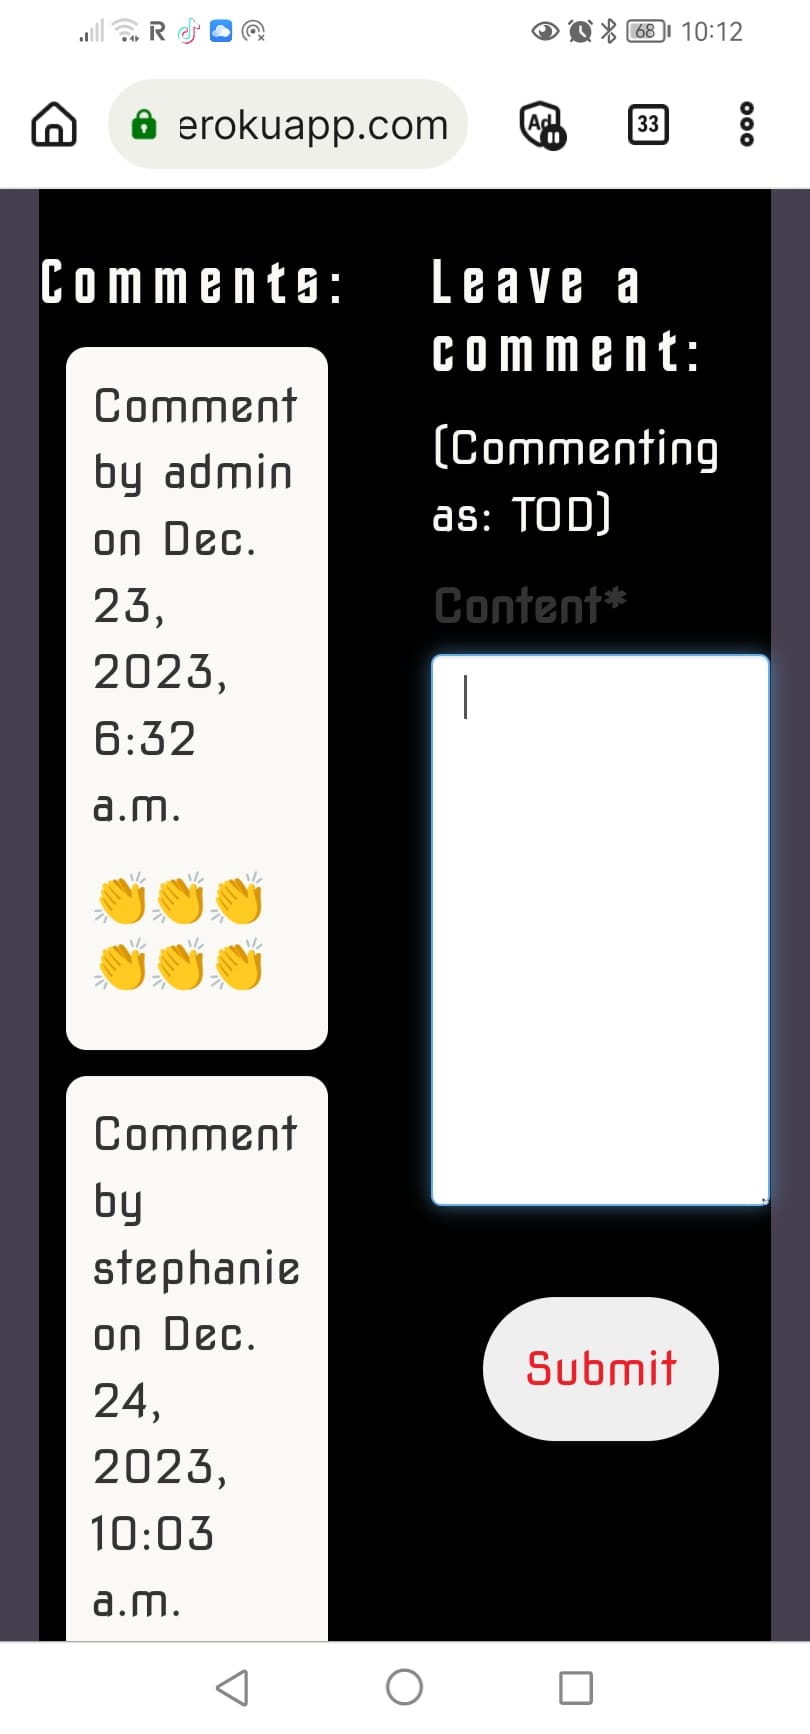 R 68 10:12
erokuapp.com Ad 33
Comments:
Comment
by admin
on Dec.
23,
2023,
6:32
a.m.
👏👏👏
👏👏👏
Comment
by
stephanie
on Dec.
24,
2023,
10:03
a.m.
Leave a
comment:
(Commenting
as: TOD)
Content*
Submit